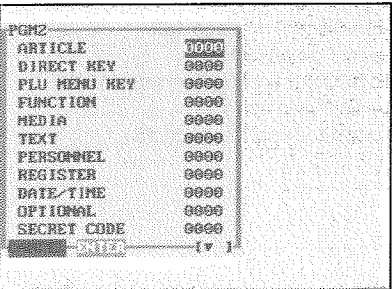 PGM2
ARTICLE 0000
DIRECT KEY 0000
PLU MENU KEY 0000
FUNCTION 0000
MEDIA 0000
TEXT 0000
PERSONNEL 0000
REGISTER 0000
DATE/TIME 0000
OPTIONAL 0000
SECRET CODE 0000
ENTER [▼ ]